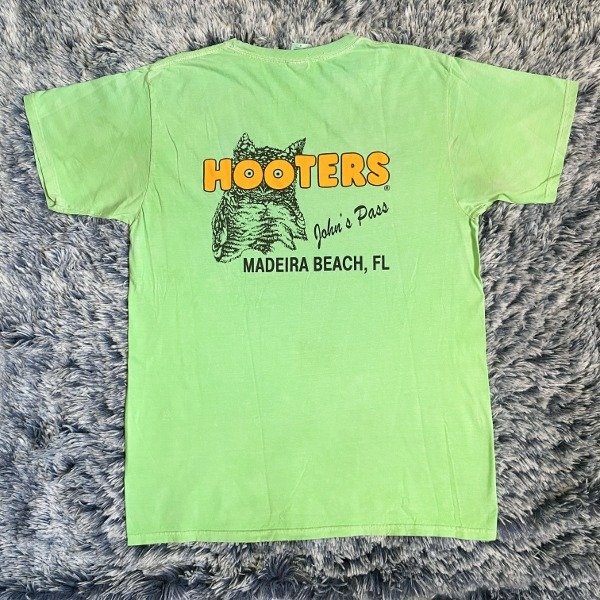 HOOTERS®
John's Pass
MADEIRA BEACH, FL